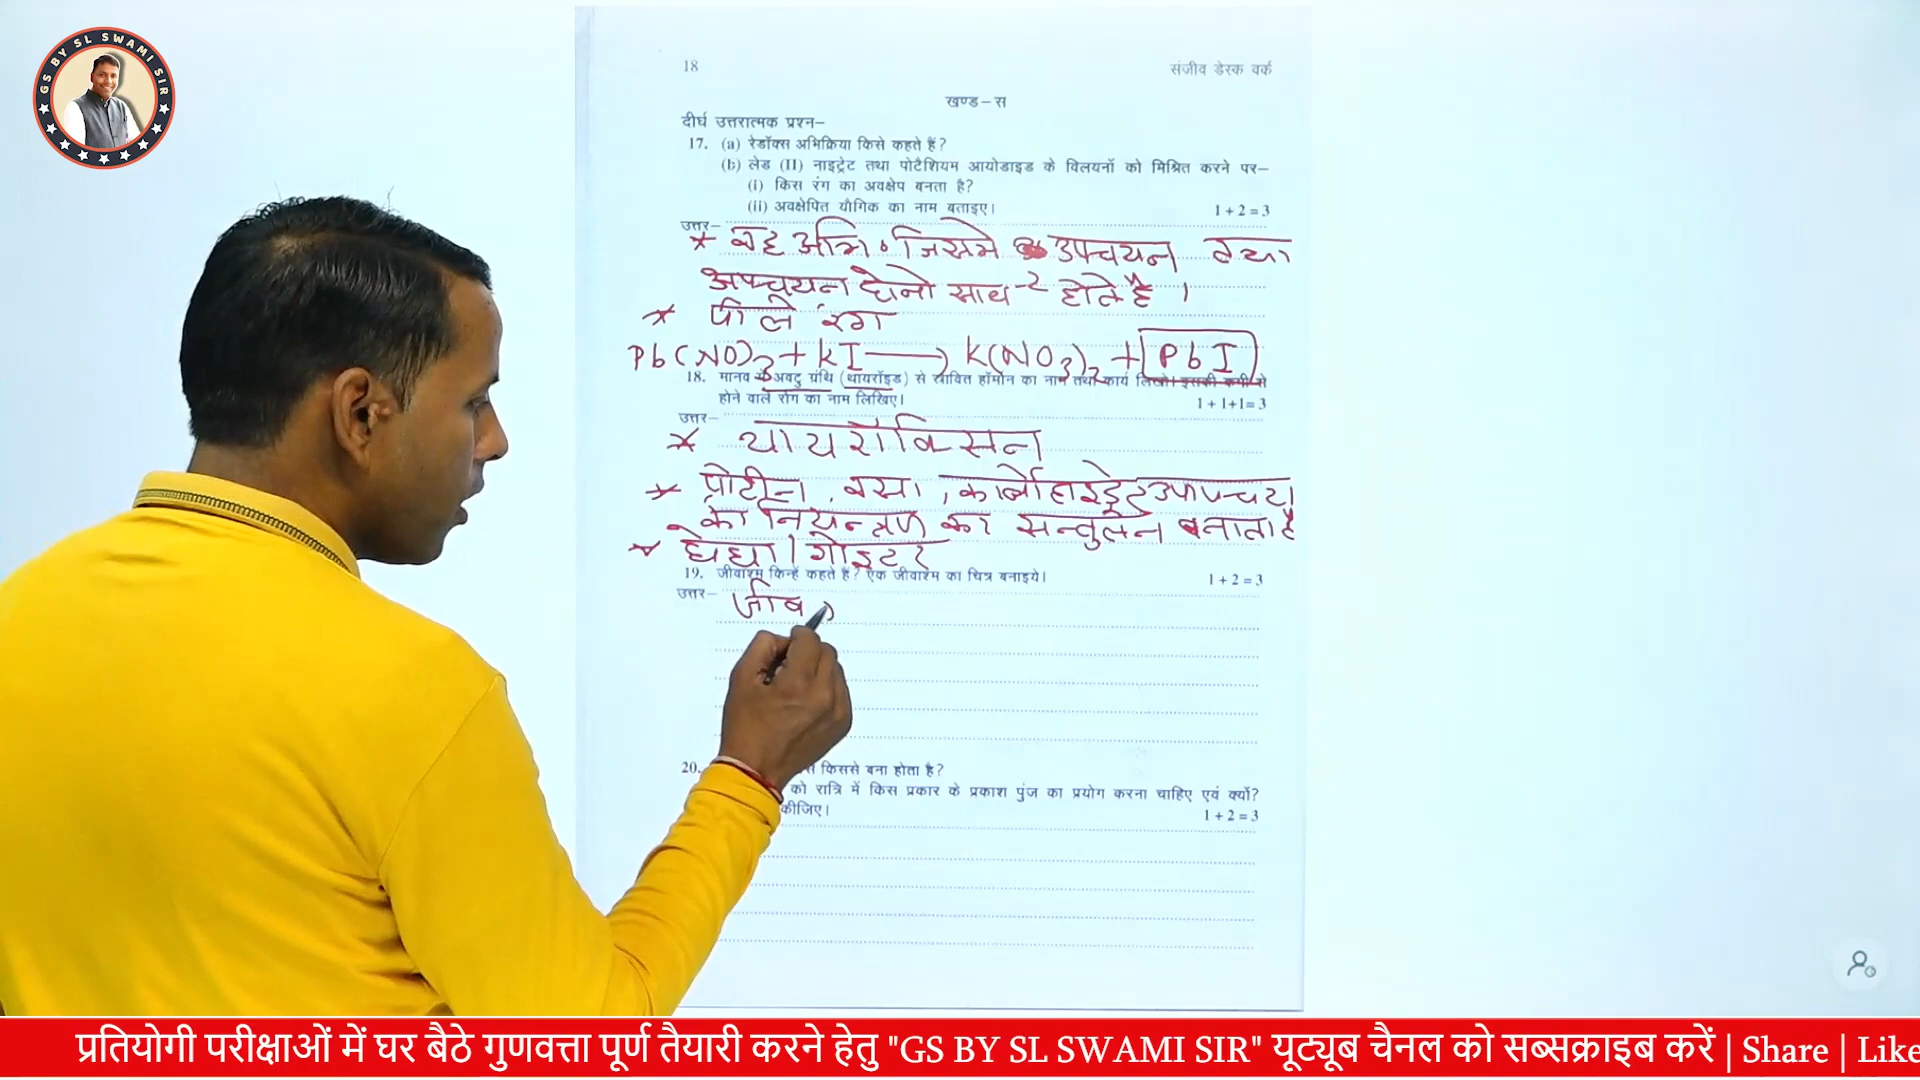 GS BY SL SWAMI SIR
18
संजीव डेस्क वर्क
खण्ड – स
दीर्घ उत्तरात्मक प्रश्न–
17. (a) रेडॉक्स अभिक्रिया किसे कहते हैं?
(b) लेड (II) नाइट्रेट तथा पोटैशियम आयोडाइड के विलयनों को मिश्रित करने पर–
(i) किस रंग का अवक्षेप बनता है?
(ii) अवक्षेपित यौगिक का नाम बताइए। 1 + 2 = 3
उत्तर–
* वह अभि० जिसमे उपचयन तथा
अपचयन दोनो साथ-2 होते है ।
* पीले रंग
Pb(NO)3 + KI ⟶ K(NO3)2 + PbI
18. मानव में अवटु ग्रंथि (थायरॉइड) से स्रावित हॉर्मोन का नाम तथा कार्य लिखो। इसकी कमी से
होने वाले रोग का नाम लिखिए। 1 + 1+1= 3
उत्तर–
* थायरॉक्सिन
* प्रोटीन, वसा, कार्बोहाइड्रेट उपापचय
का नियन्त्रण कर सन्तुलन बनाता है
* घेघा / गोइटर
19. जीवाश्म किन्हें कहते हैं? एक जीवाश्म का चित्र बनाइये। 1 + 2 = 3
उत्तर– जीव
20. किससे बना होता है?
को रात्रि में किस प्रकार के प्रकाश पुंज का प्रयोग करना चाहिए एवं क्यों?
कीजिए। 1 + 2 = 3
प्रतियोगी परीक्षाओं में घर बैठे गुणवत्ता पूर्ण तैयारी करने हेतु "GS BY SL SWAMI SIR" यूट्यूब चैनल को सब्सक्राइब करें | Share | Like